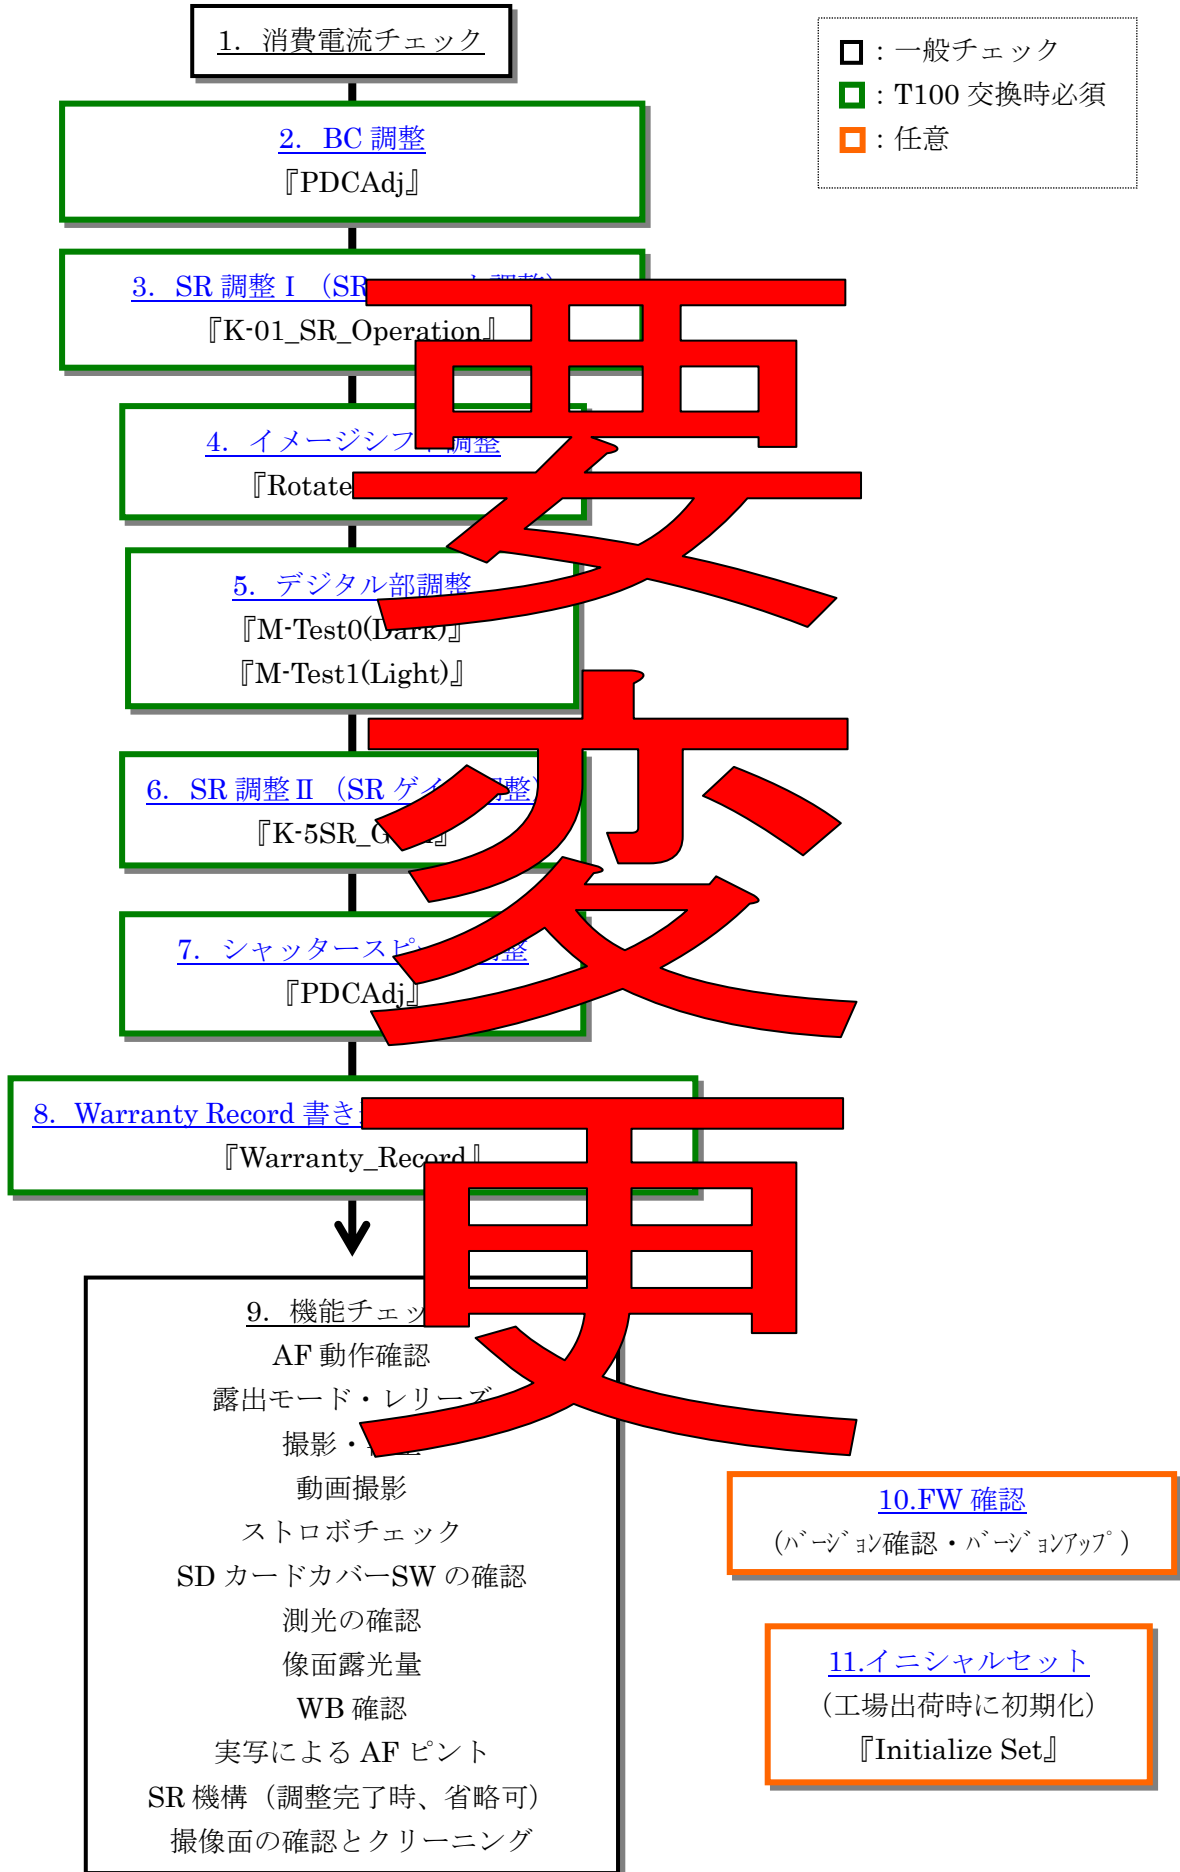 1. 消費電流チェック
□：一般チェック
□：T100 交換時必須
□：任意
2. BC 調整
『PDCAdj』
3. SR 調整Ⅰ（SR 調整）
『K-01_SR_Operation』
4. イメージシフ 調整
『Rotate
5. デジタル部調整
『M-Test0(Dark)』
『M-Test1(Light)』
6. SR 調整Ⅱ（SR ゲイ 調整）
『K-5SR_G
7. シャッタースピ 調整
『PDCAdj』
8. Warranty Record 書き
『Warranty_Record』
9. 機能チェッ
AF 動作確認
露出モード・レリーズ
撮影・
動画撮影
ストロボチェック
SD カードカバーSW の確認
測光の確認
像面露光量
WB 確認
実写による AF ピント
SR 機構（調整完了時、省略可）
撮像面の確認とクリーニング
10.FW 確認
（ﾊﾞｰｼﾞｮﾝ確認・ﾊﾞｰｼﾞｮﾝｱｯﾌﾟ）
11.イニシャルセット
（工場出荷時に初期化）
『Initialize Set』
要
変
更